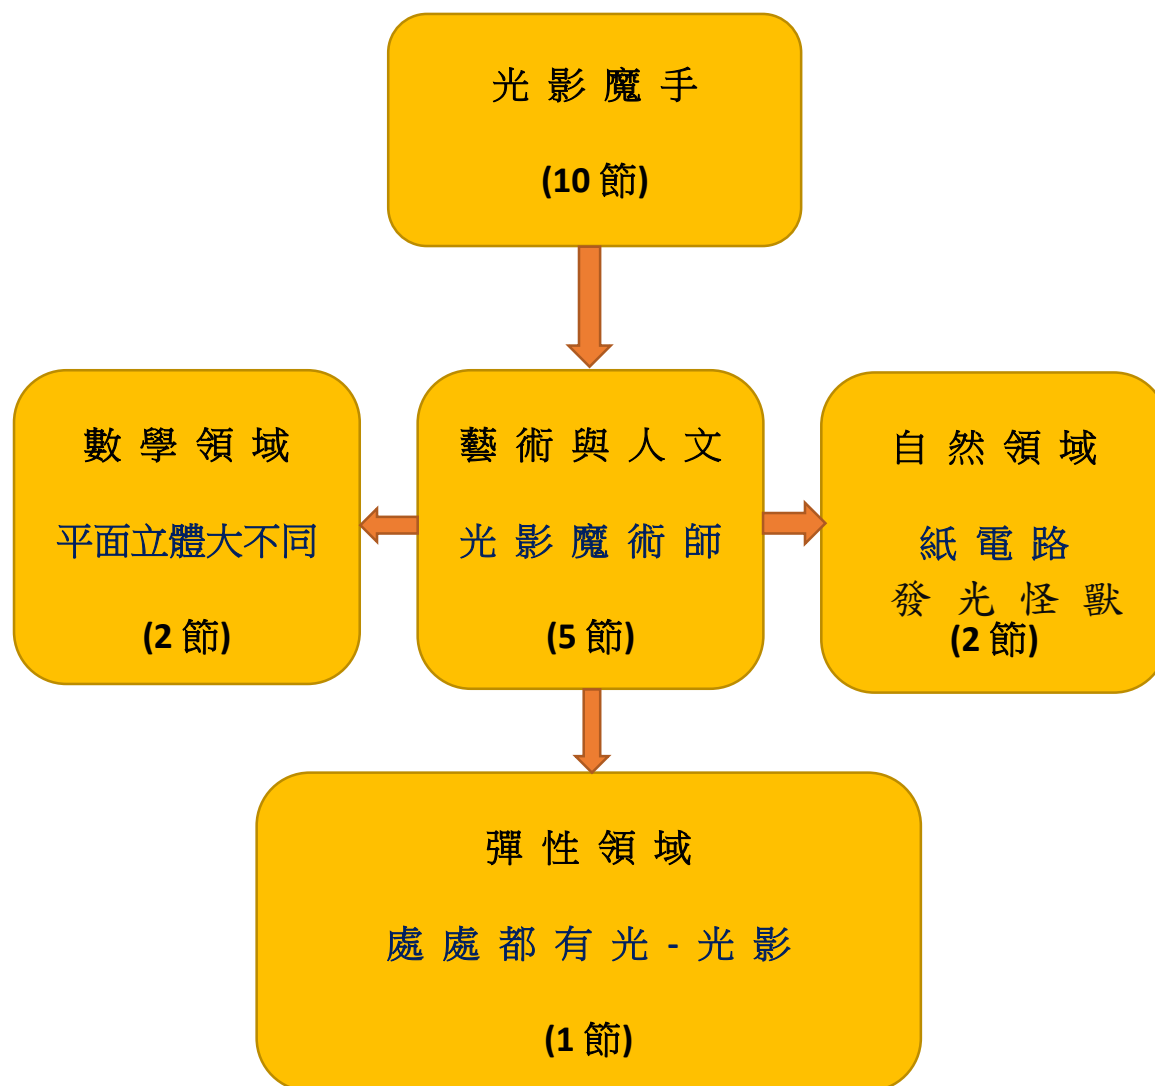 光 影 魔 手
(10 節)
數 學 領 域
平面立體大不同
(2 節)
藝 術 與 人 文
光 影 魔 術 師
(5 節)
自 然 領 域
紙 電 路
發 光 怪 獸
(2 節)
彈 性 領 域
處 處 都 有 光 - 光 影
(1 節)